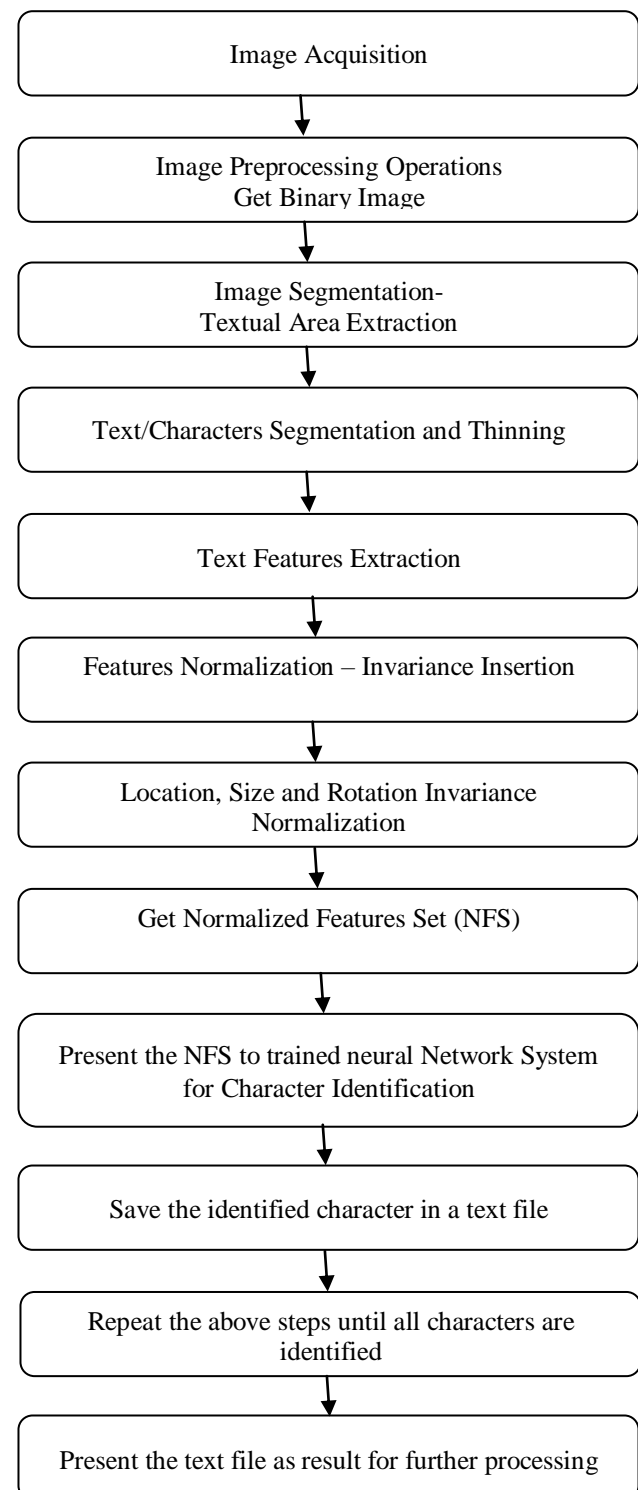 Image Acquisition
Image Preprocessing Operations
Get Binary Image
Image Segmentation-
Textual Area Extraction
Text/Characters Segmentation and Thinning
Text Features Extraction
Features Normalization – Invariance Insertion
Location, Size and Rotation Invariance
Normalization
Get Normalized Features Set (NFS)
Present the NFS to trained neural Network System
for Character Identification
Save the identified character in a text file
Repeat the above steps until all characters are
identified
Present the text file as result for further processing